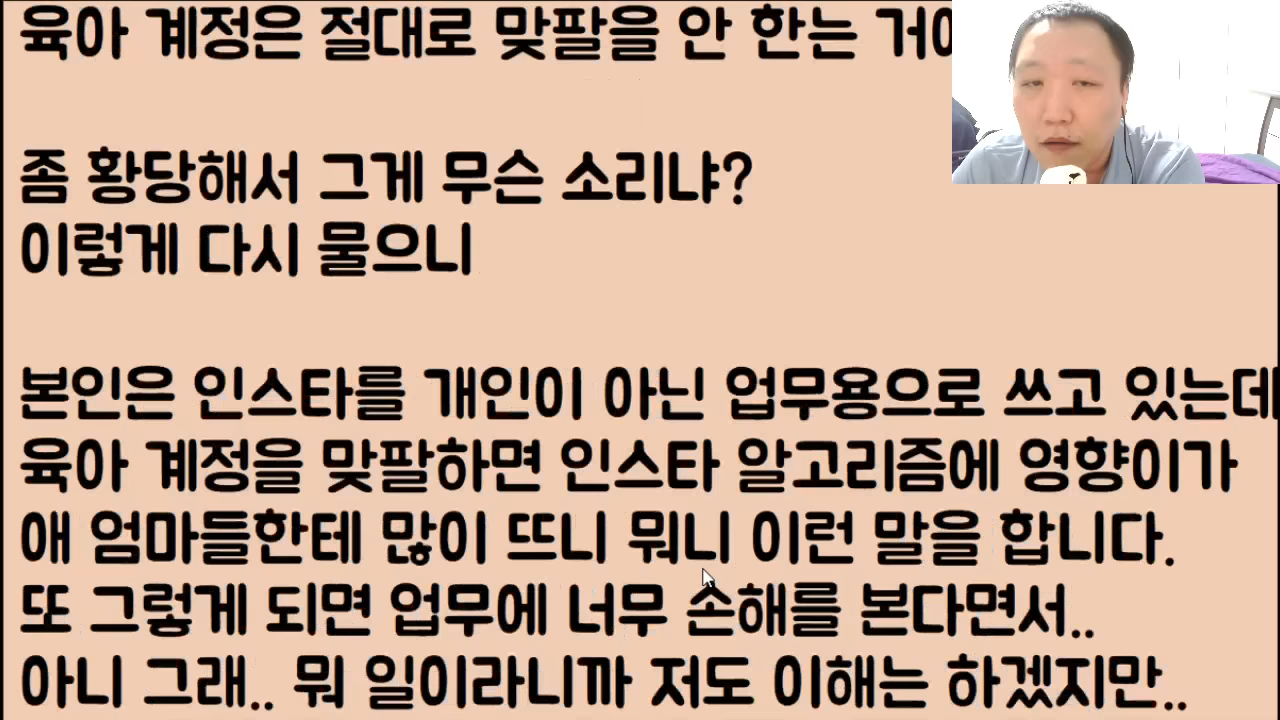 육아 계정은 절대로 맞팔을 안 한는
좀 황당해서 그게 무슨 소리냐?
이렇게 다시 물으니
본인은 인스타를 개인이 아닌 업무용으로 쓰고 있는데
육아 계정을 맞팔하면 인스타 알고리즘에 영향이가
애 엄마들한테 많이 뜨니 뭐니 이런 말을 합니다.
또 그렇게 되면 업무에 너무 손해를 본다면서..
아니 그래.. 뭐 일이라니까 저도 이해는 하겠지만..